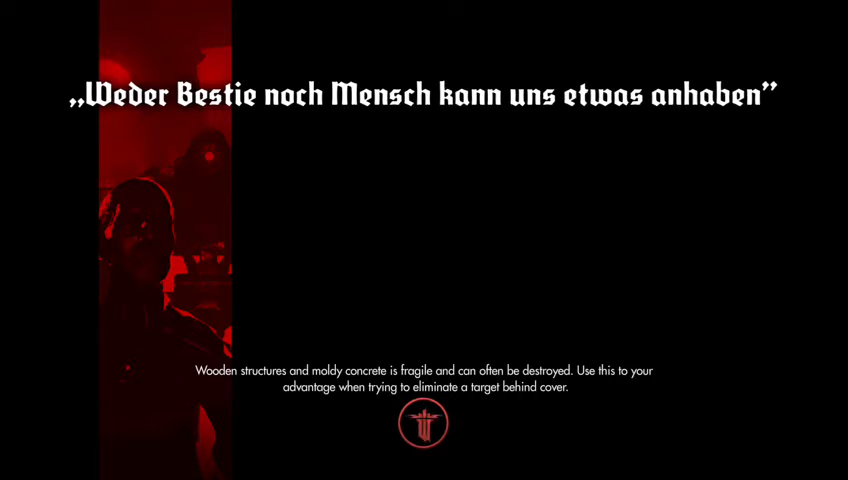 „Weder Bestie noch Mensch kann uns etwas anhaben”
Wooden structures and moldy concrete is fragile and can often be destroyed. Use this to your
advantage when trying to eliminate a target behind cover.